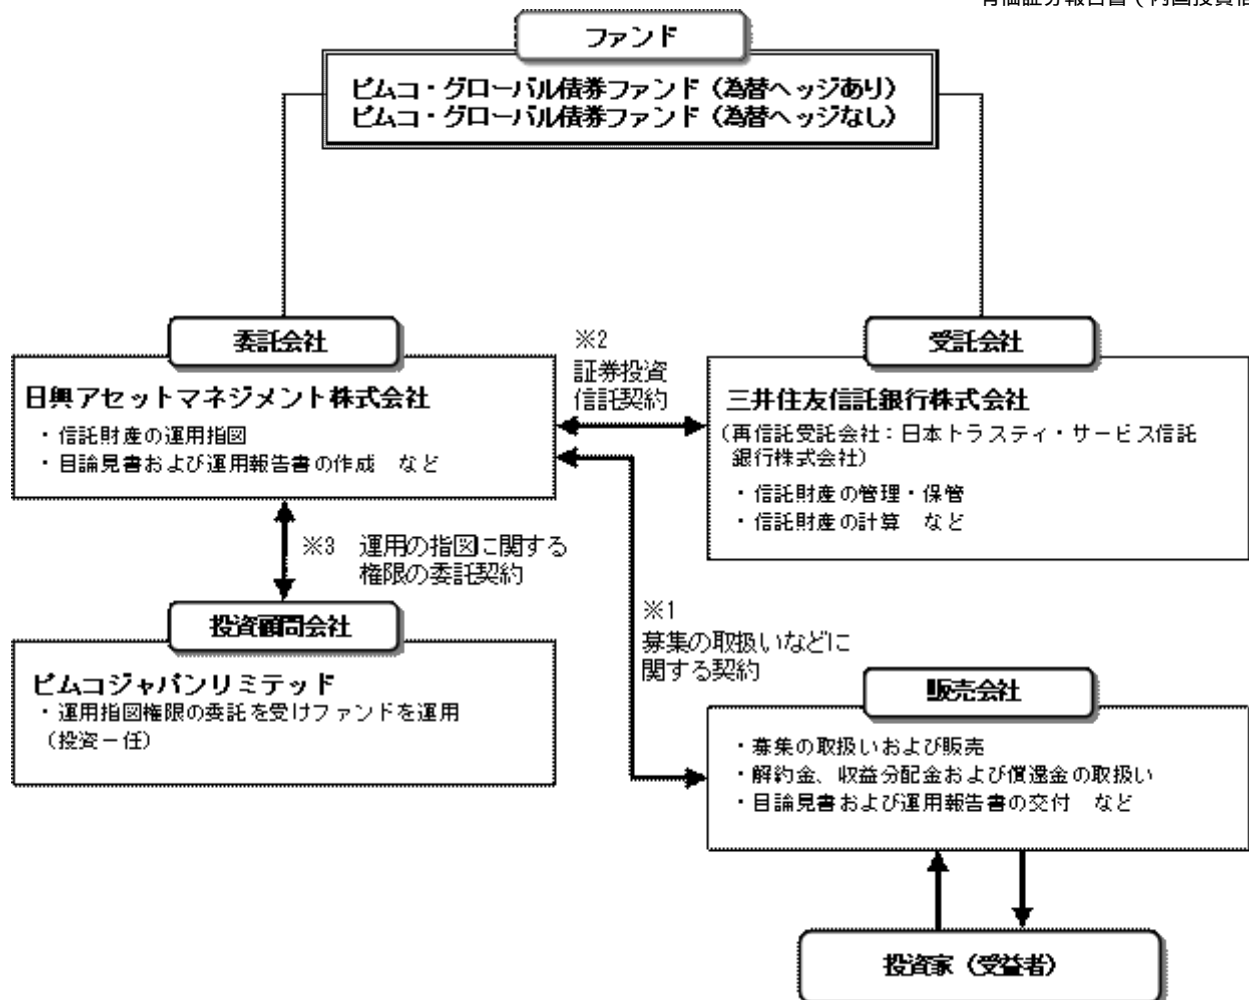 有価証券報告書（内国投資信
ファンド
ピムコ・グローバル債券ファンド（為替ヘッジあり）
ピムコ・グローバル債券ファンド（為替ヘッジなし）
委託会社
日興アセットマネジメント株式会社
・信託財産の運用指図
・目論見書および運用報告書の作成　など
※2
証券投資
信託契約
受託会社
三井住友信託銀行株式会社
（再信託受託会社：日本トラスティ・サービス信託
銀行株式会社）
・信託財産の管理・保管
・信託財産の計算　など
※3　運用の指図に関する
権限の委託契約
投資顧問会社
ピムコジャパンリミテッド
・運用指図権限の委託を受けファンドを運用
（投資一任）
※1
募集の取扱いなどに
関する契約
販売会社
・募集の取扱いおよび販売
・解約金、収益分配金および償還金の取扱い
・目論見書および運用報告書の交付　など
投資家（受益者）